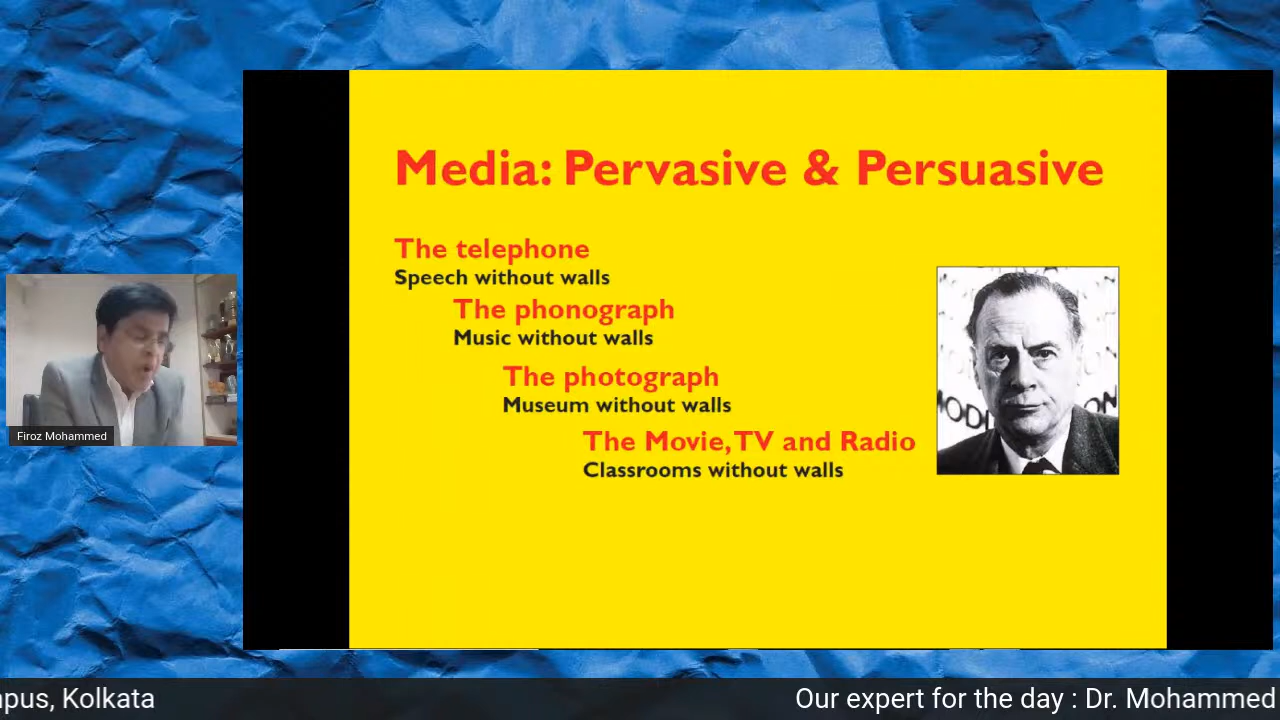 Media: Pervasive & Persuasive
The telephone
Speech without walls
The phonograph
Music without walls
The photograph
Museum without walls
The Movie, TV and Radio
Classrooms without walls
Firoz Mohammed
pus, Kolkata
Our expert for the day : Dr. Mohammed